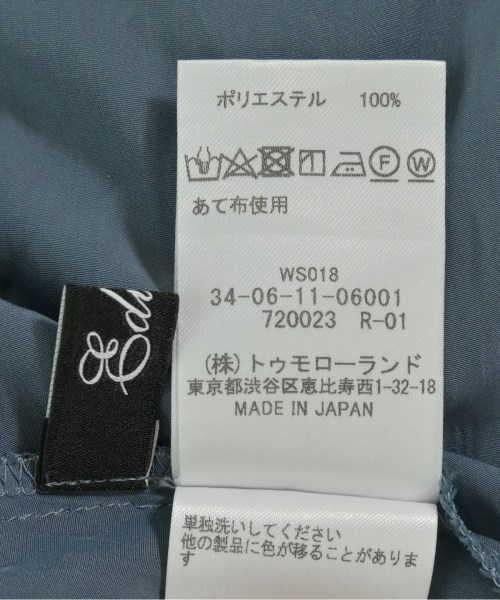 ポリエステル 100%
F W
あて布使用
WS018
34-06-11-06001
720023 R-01
(株)トゥモローランド
東京都渋谷区恵比寿西1-32-18
MADE IN JAPAN
単独洗いしてください
他の製品に色が移ることがありま
す